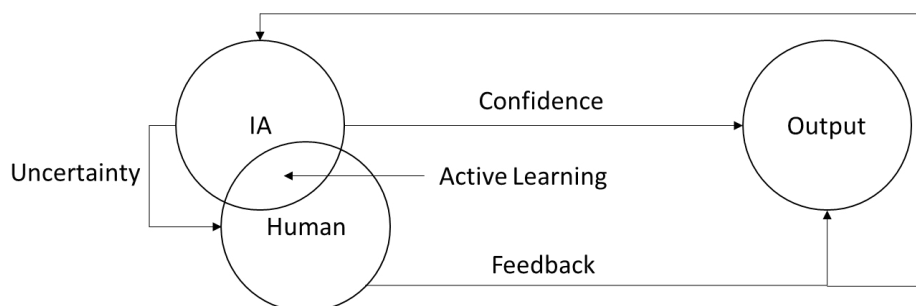 Confidence
IA
Output
Uncertainty
Active Learning
Human
Feedback